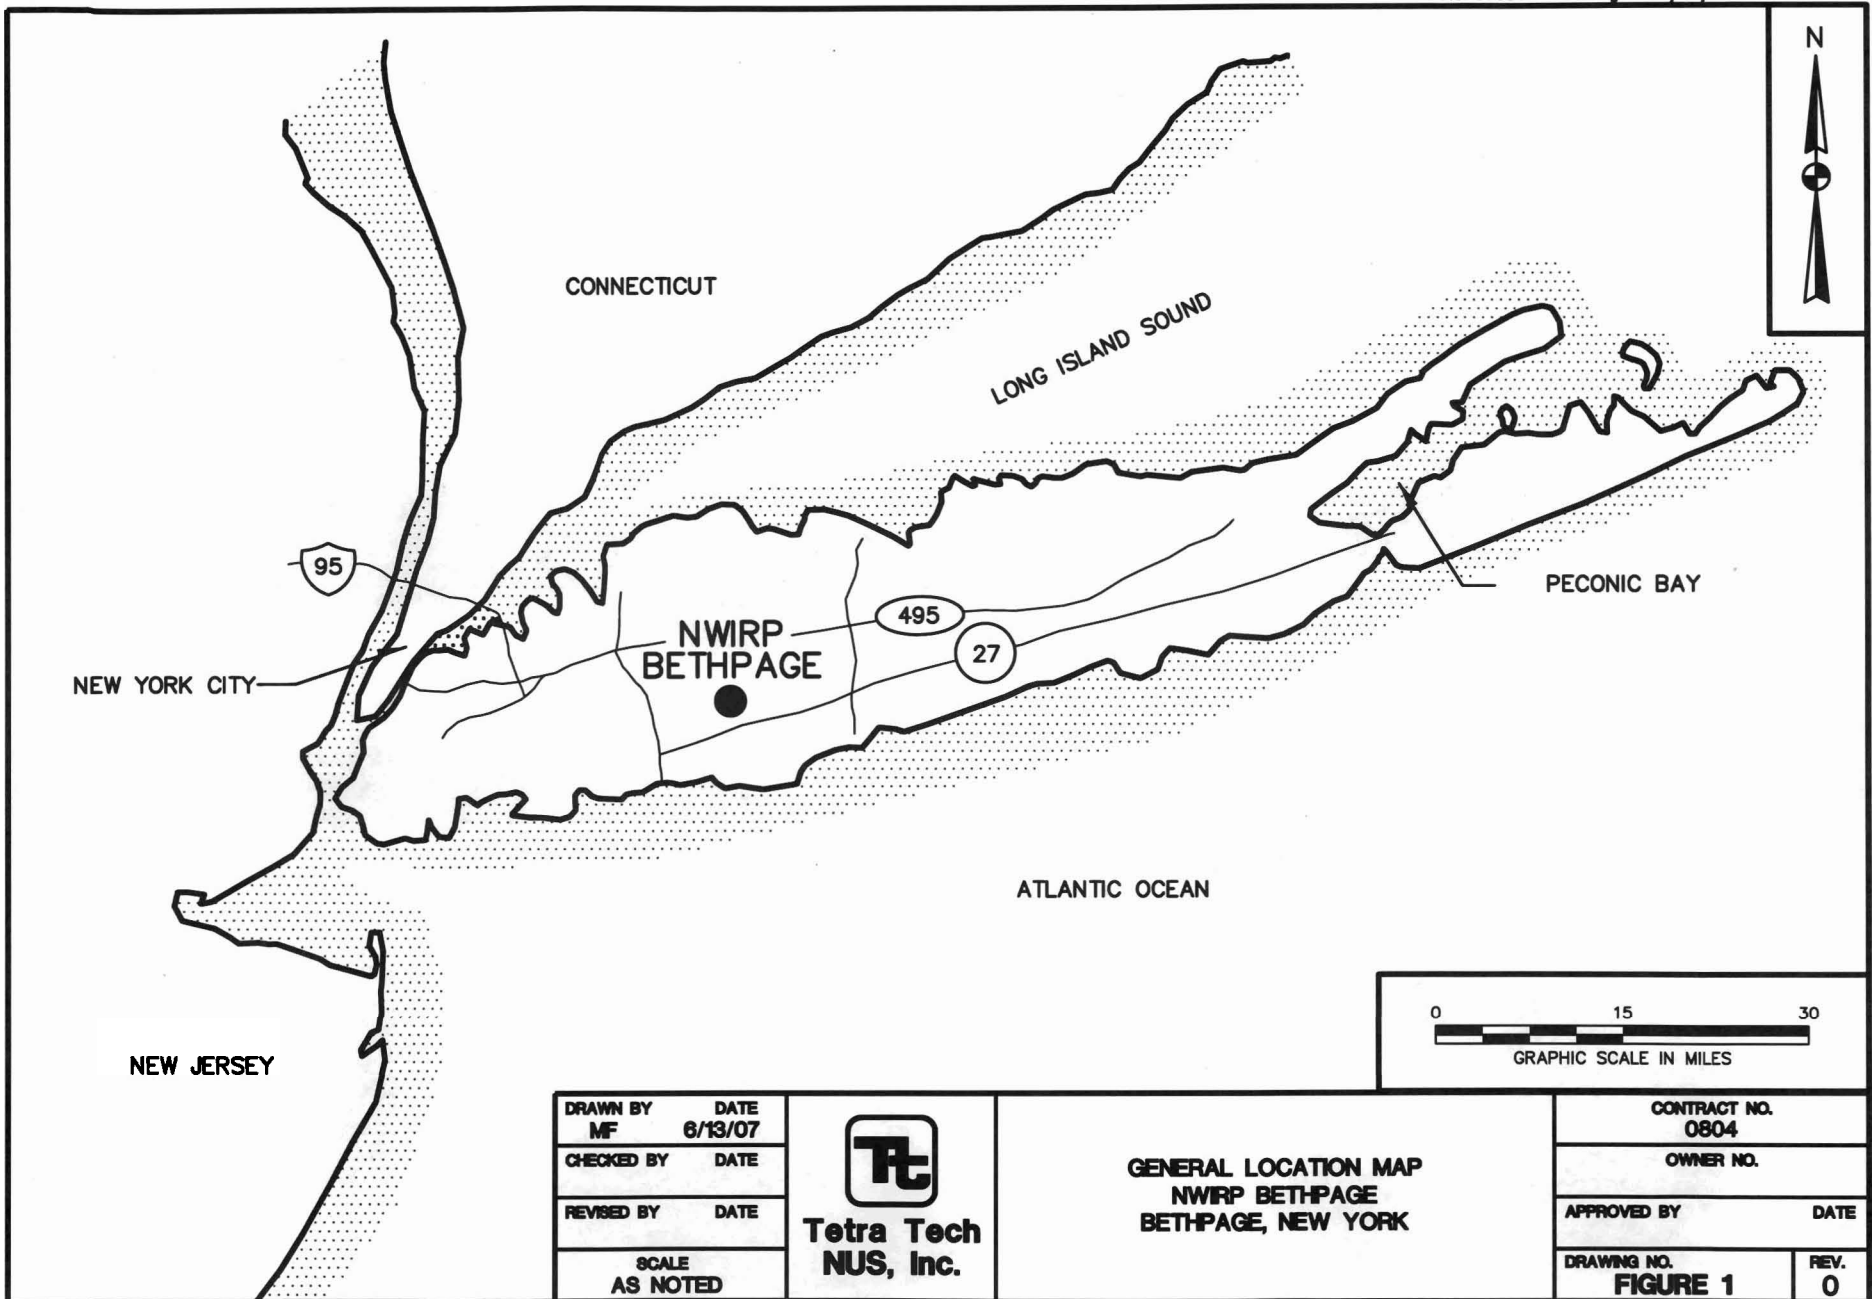 N
CONNECTICUT
LONG ISLAND SOUND
95
495
PECONIC BAY
NWIRP
BETHPAGE
27
NEW YORK CITY
ATLANTIC OCEAN
0 15 30
GRAPHIC SCALE IN MILES
NEW JERSEY
DRAWN BY DATE
MF 6/13/07
CHECKED BY DATE
REVISED BY DATE
SCALE
AS NOTED
Tt
Tetra Tech
NUS, Inc.
GENERAL LOCATION MAP
NWIRP BETHPAGE
BETHPAGE, NEW YORK
CONTRACT NO.
0804
OWNER NO.
APPROVED BY DATE
DRAWING NO.
FIGURE 1
REV.
0